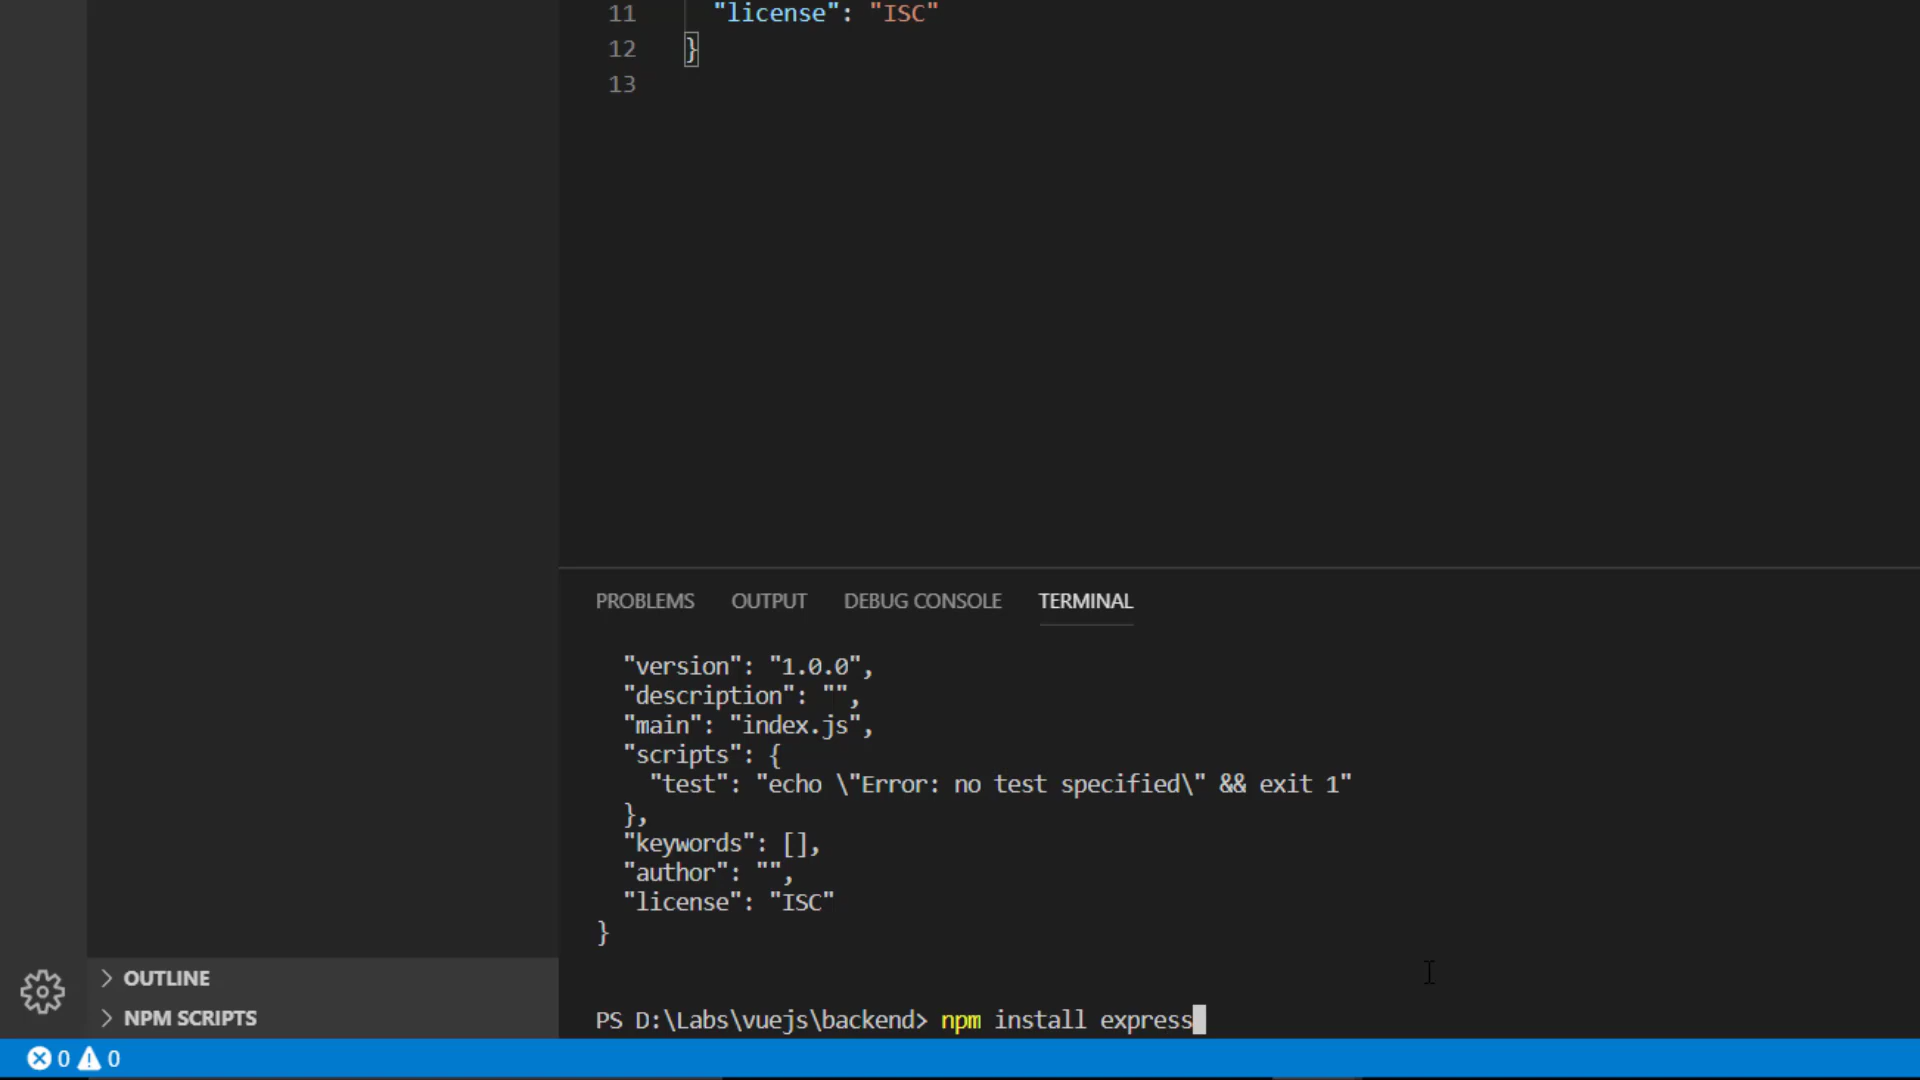 11 "license": "ISC"
12 }
13
PROBLEMS OUTPUT DEBUG CONSOLE TERMINAL
"version": "1.0.0",
"description": "",
"main": "index.js",
"scripts": {
"test": "echo \"Error: no test specified\" && exit 1"
},
"keywords": [],
"author": "",
"license": "ISC"
}
OUTLINE
NPM SCRIPTS
PS D:\Labs\vuejs\backend> npm install express
0 0